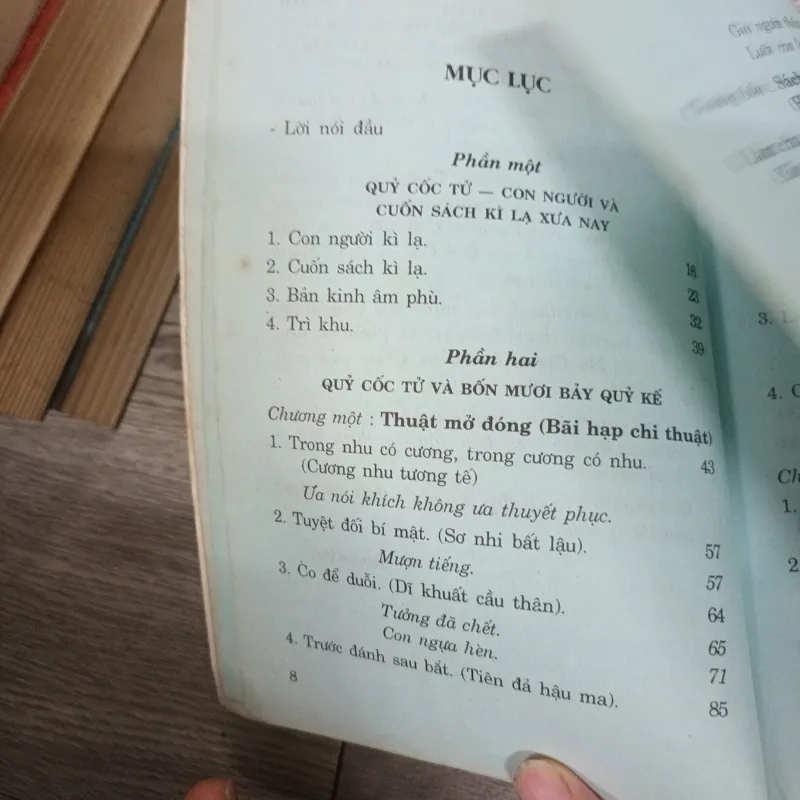 MỤC LỤC
- Lời nói đầu
Phần một
QUỶ CỐC TỬ — CON NGƯỜI VÀ
CUỐN SÁCH KÌ LẠ XƯA NAY
1. Con người kì lạ.
2. Cuốn sách kì lạ. 18
3. Bản kinh âm phù. 23
4. Trì khu. 32
39
Phần hai
QUỶ CỐC TỬ VÀ BỐN MƯƠI BẢY QUỶ KẾ
Chương một : Thuật mở đóng (Bãi hạp chi thuật)
1. Trong nhu có cương, trong cương có nhu. 43
(Cương nhu tương tế)
Ưa nói khích không ưa thuyết phục.
2. Tuyệt đối bí mật. (Sơ nhi bất lậu). 57
Mượn tiếng. 57
3. Co để duỗi. (Dĩ khuất cầu thân). 64
Tưởng đã chết. 65
Con ngựa hèn. 71
4. Trước đánh sau bắt. (Tiên đả hậu ma). 85
8
Sách
3.
4. C
Ch
1.
2